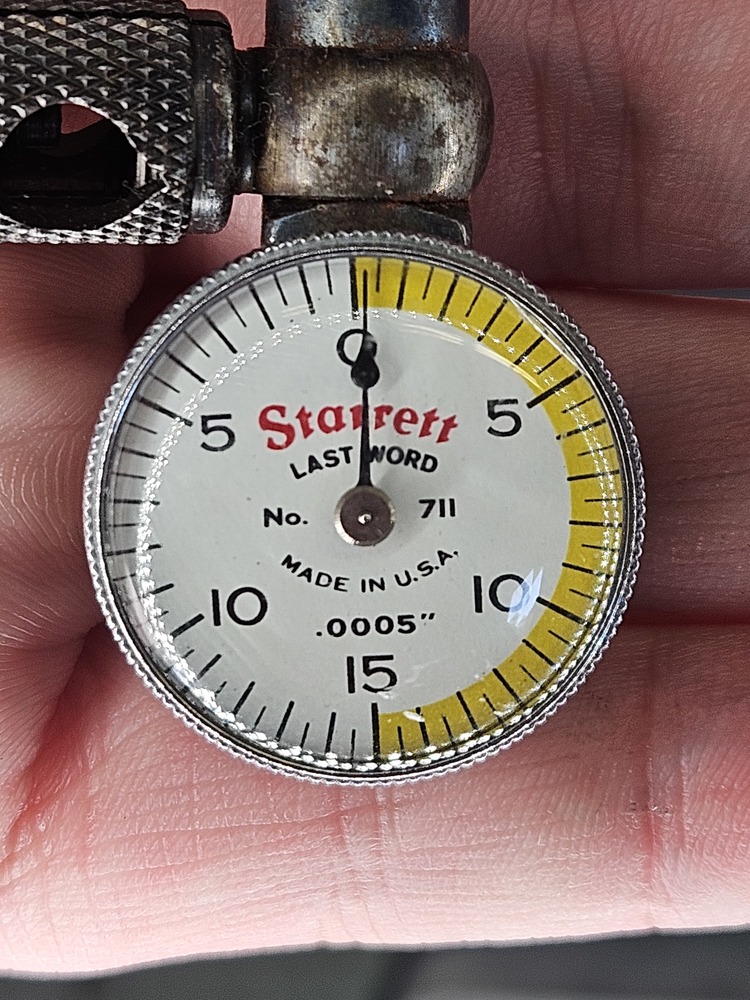 0
5 Starrett 5
LAST WORD
No. 711
MADE IN U.S.A.
10 10
.0005"
15